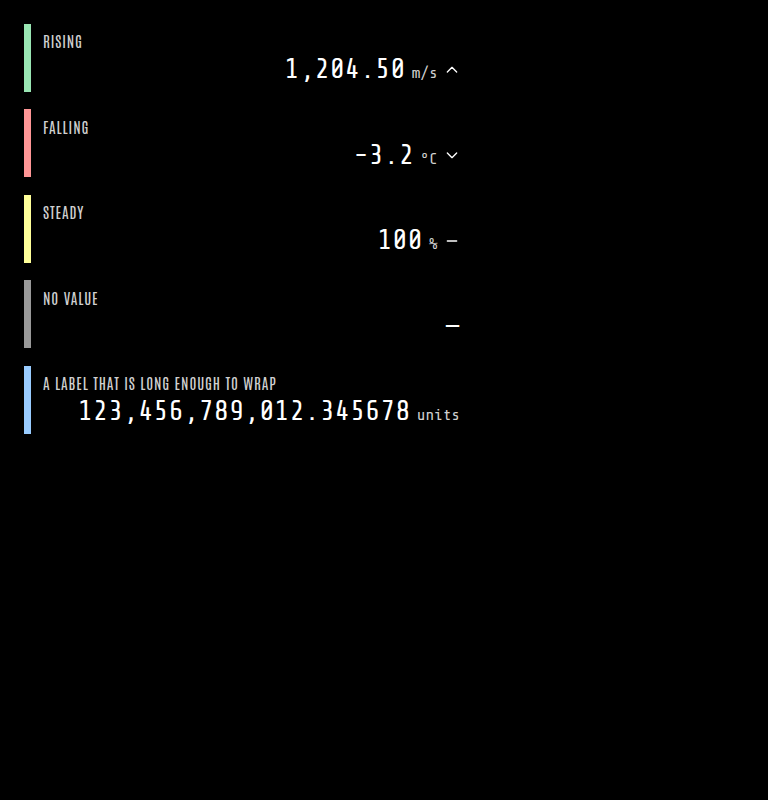 RISING
1,204.50 m/s
FALLING
−3.2 °C
STEADY
100 % –
NO VALUE
—
A LABEL THAT IS LONG ENOUGH TO WRAP
123,456,789,012.345678 units